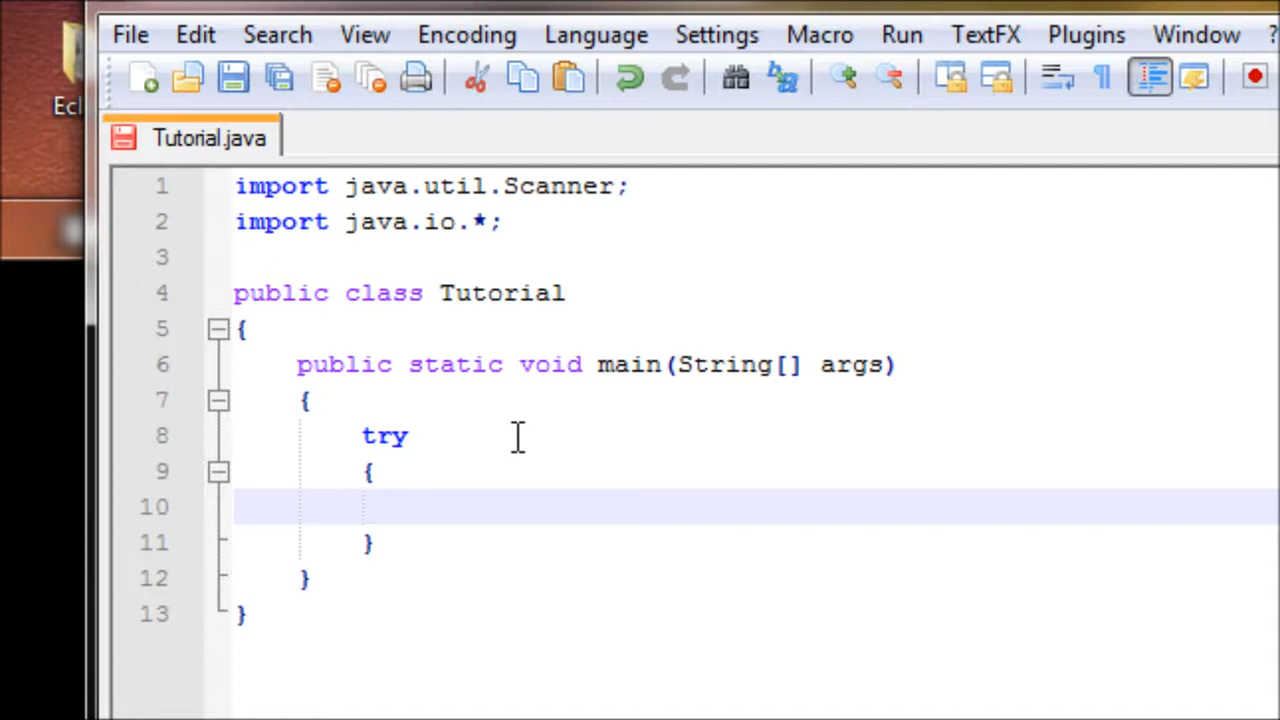 File Edit Search View Encoding Language Settings Macro Run TextFX Plugins Window ?
Ecl
Tutorial.java
1 import java.util.Scanner;
2 import java.io.*;
3
4 public class Tutorial
5 {
6 public static void main(String[] args)
7 {
8 try
9 {
10
11 }
12 }
13 }